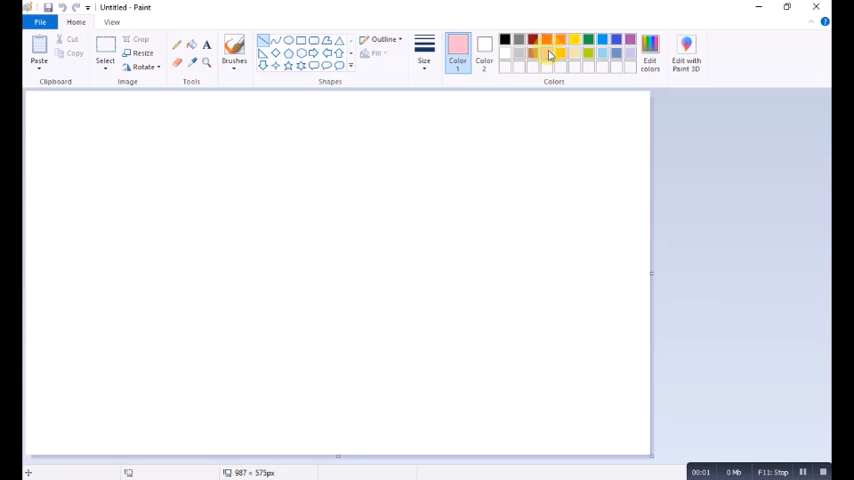 Untitled - Paint
File Home View
Paste
Cut
Copy
Clipboard
Select
Crop
Resize
Rotate
Image
A
Tools
Brushes
Outline
Fill
Shapes
Size
Color 1
Color 2
Colors
Edit colors
Edit with Paint 3D
987 × 575px
00:01 0 Mb F11: Stop